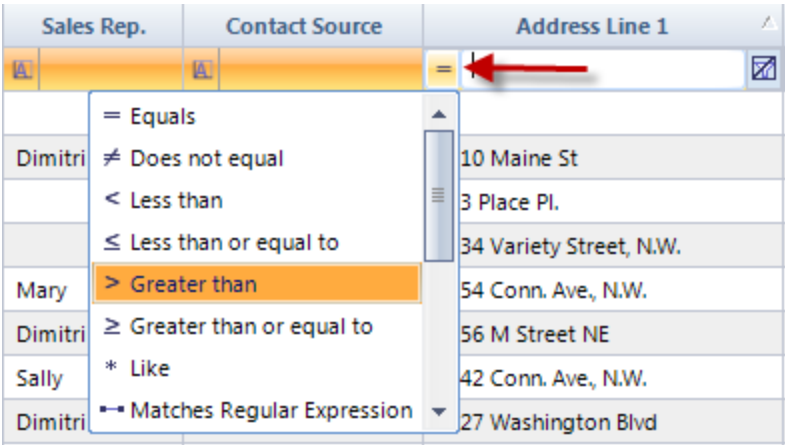 Sales Rep. Contact Source Address Line 1
A A =
= Equals
Dimitri ≠ Does not equal 10 Maine St
< Less than 3 Place Pl.
≤ Less than or equal to 34 Variety Street, N.W.
Mary > Greater than 54 Conn. Ave., N.W.
Dimitri ≥ Greater than or equal to 56 M Street NE
Sally * Like 42 Conn. Ave., N.W.
Dimitri Matches Regular Expression 27 Washington Blvd